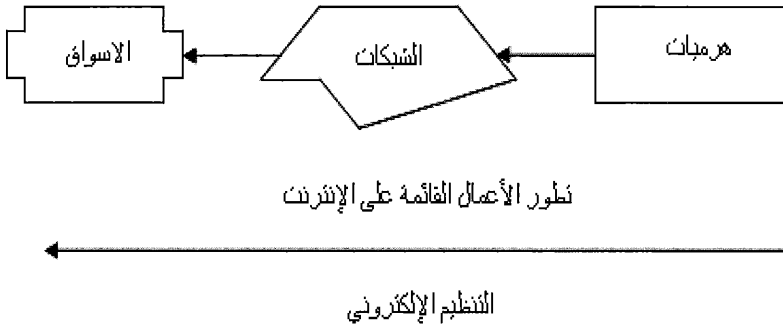 هرميات
الشبكات
الاسواق
تطور الأعمال القائمة على الإنترنت
التنظيم الإلكتروني